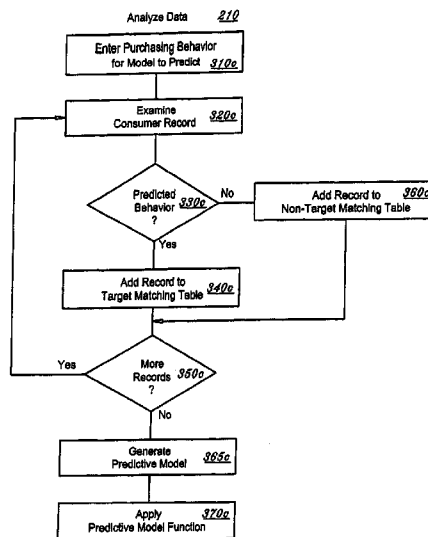 Analyze Data 210
Enter Purchasing Behavior
for Model to Predict 310c
Examine 320c
Consumer Record
Predicted
Behavior 330c
?
No
Add Record to 360c
Non-Target Matching Table
Yes
Add Record to 340c
Target Matching Table
Yes
More
Records 350c
?
No
Generate 365c
Predictive Model
Apply 370c
Predictive Model Function